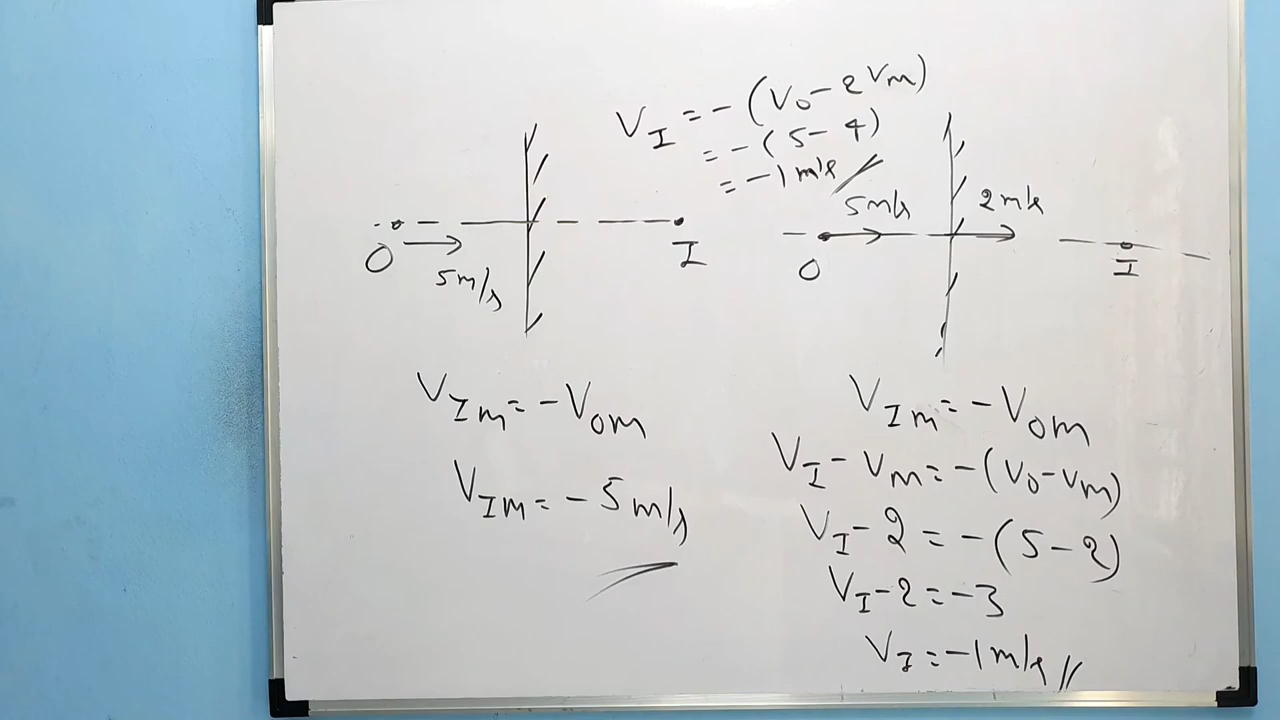 V_I = -(V_O - 2V_m)
= -(5 - 4)
= -1 m/s
O
5 m/s
I
V_Im = -V_Om
V_Im = -5 m/s
5 m/s
2 m/s
O
I
V_Im = -V_Om
V_I - V_m = -(V_O - V_m)
V_I - 2 = -(5 - 2)
V_I - 2 = -3
V_I = -1 m/s //